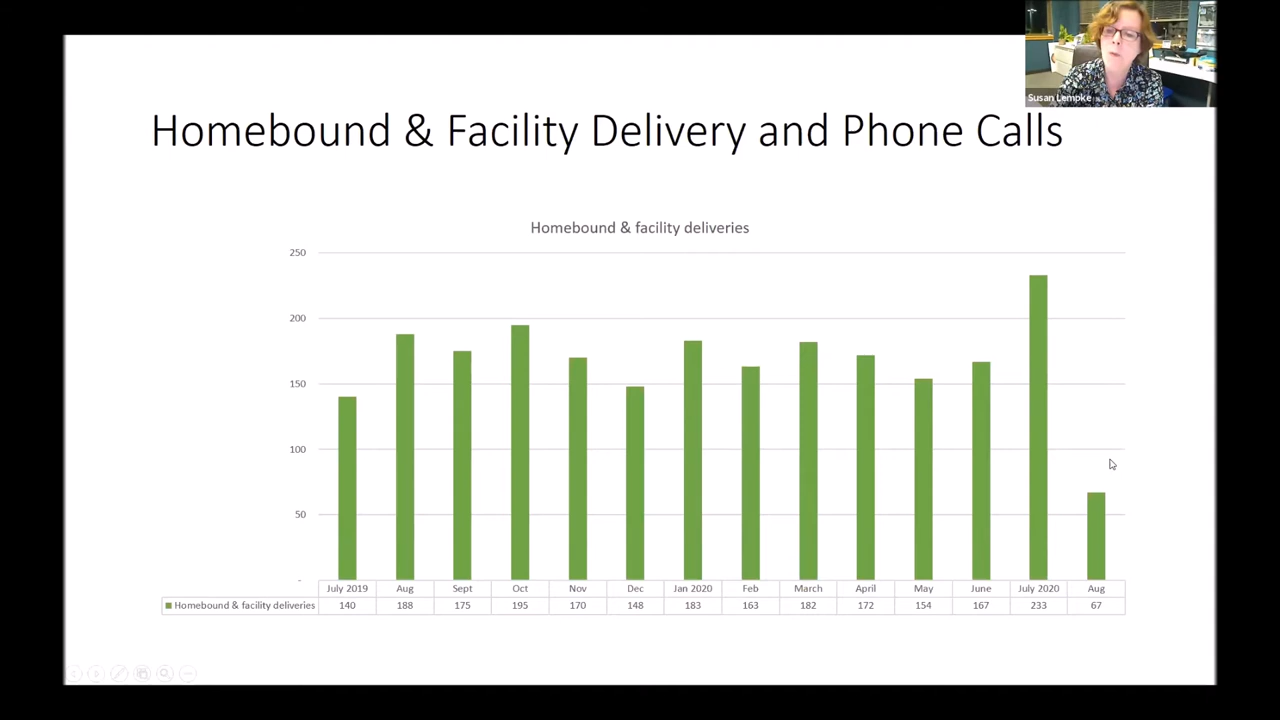 Susan Lempke
Homebound & Facility Delivery and Phone Calls
Homebound & facility deliveries
250
200
150
100
50
-
July 2019 Aug Sept Oct Nov Dec Jan 2020 Feb March April May June July 2020 Aug
Homebound & facility deliveries 140 188 175 195 170 148 183 163 182 172 154 167 233 67